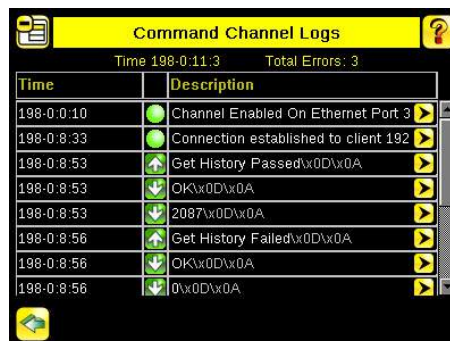 Command Channel Logs
?
Time 198-0:11:3 Total Errors: 3
Time Description
198-0:0:10 Channel Enabled On Ethernet Port 3
198-0:8:33 Connection established to client 192
198-0:8:53 Get History Passed\x0D\x0A
198-0:8:53 OK\x0D\x0A
198-0:8:53 2087\x0D\x0A
198-0:8:56 Get History Failed\x0D\x0A
198-0:8:56 OK\x0D\x0A
198-0:8:56 0\x0D\x0A